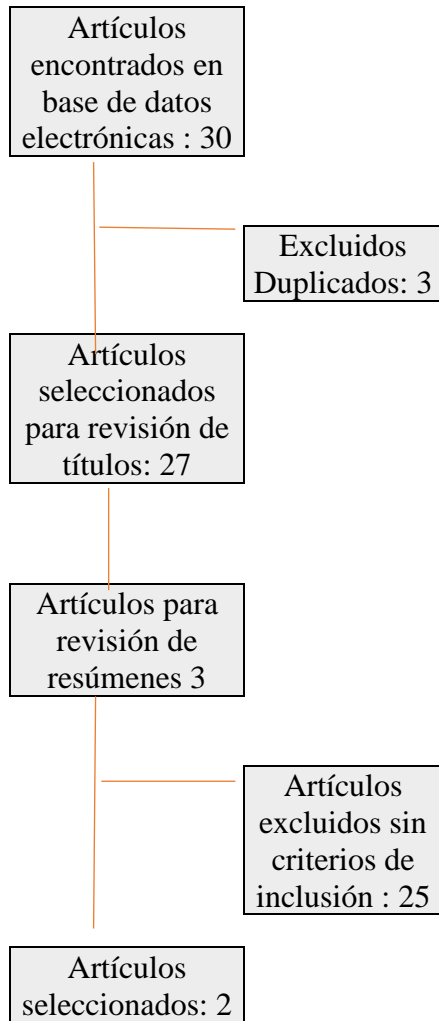 Artículos
encontrados en
base de datos
electrónicas : 30
Excluidos
Duplicados: 3
Artículos
seleccionados
para revisión de
títulos: 27
Artículos para
revisión de
resúmenes 3
Artículos
excluidos sin
criterios de
inclusión : 25
Artículos
seleccionados: 2